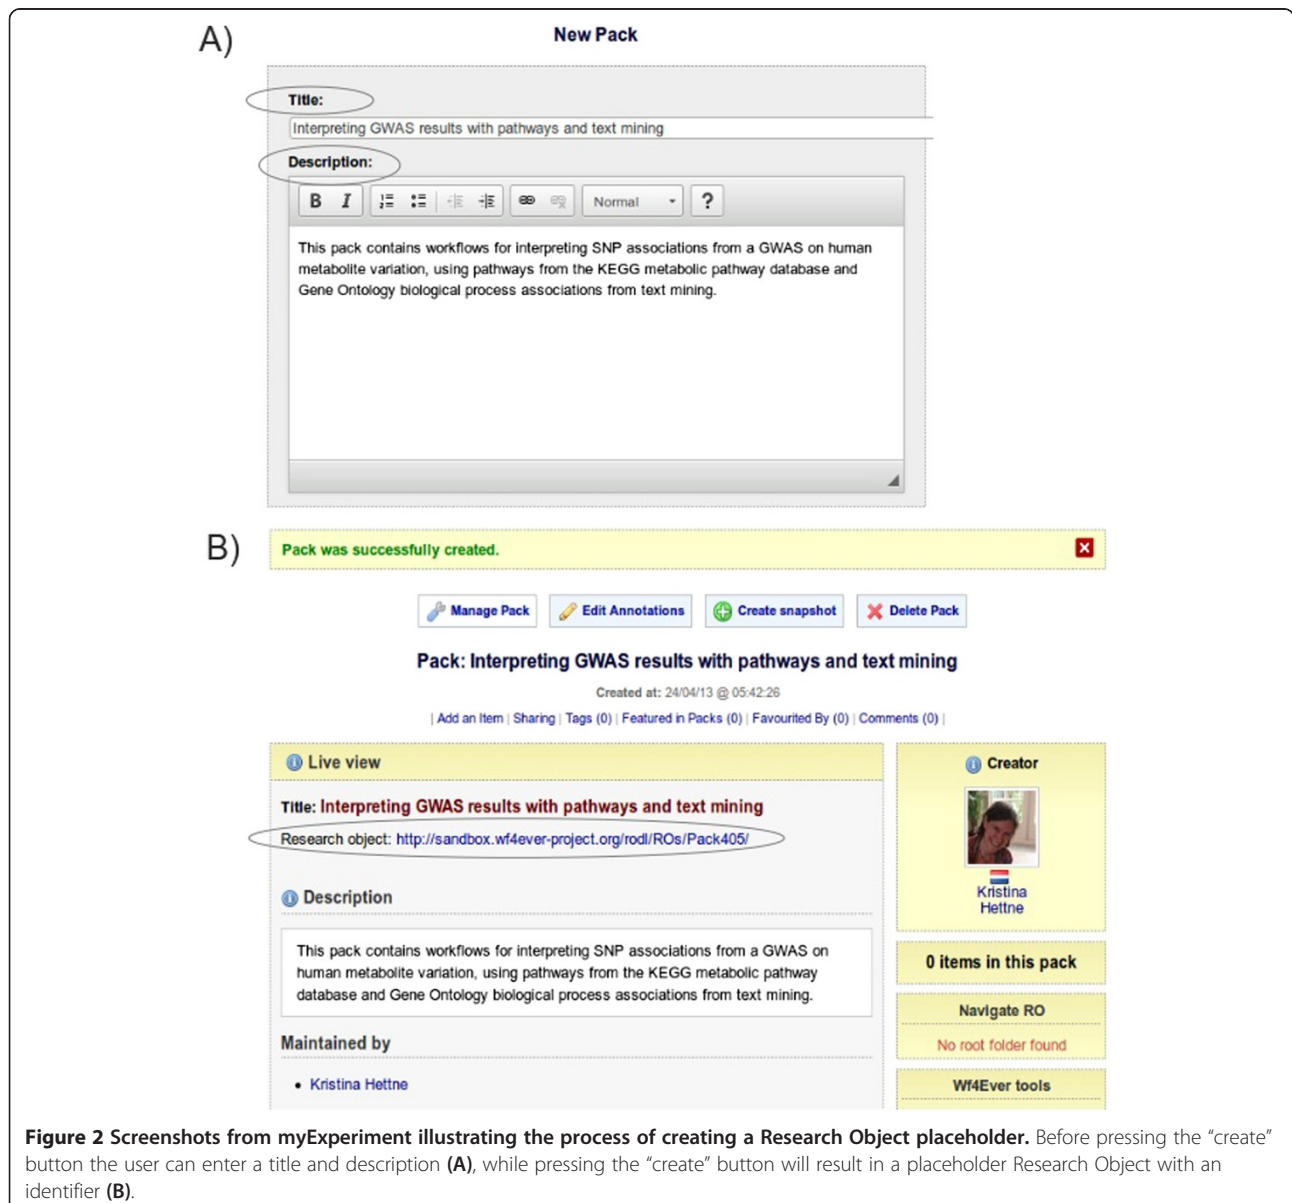 A)
New Pack
Title:
Interpreting GWAS results with pathways and text mining
Description:
B I Normal ?
This pack contains workflows for interpreting SNP associations from a GWAS on human
metabolite variation, using pathways from the KEGG metabolic pathway database and
Gene Ontology biological process associations from text mining.
B)
Pack was successfully created.
Manage Pack Edit Annotations Create snapshot Delete Pack
Pack: Interpreting GWAS results with pathways and text mining
Created at: 24/04/13 @ 05:42:26
| Add an Item | Sharing | Tags (0) | Featured in Packs (0) | Favourited By (0) | Comments (0) |
Live view
Title: Interpreting GWAS results with pathways and text mining
Research object: http://sandbox.wf4ever-project.org/rodl/ROs/Pack405/
Description
This pack contains workflows for interpreting SNP associations from a GWAS on
human metabolite variation, using pathways from the KEGG metabolic pathway
database and Gene Ontology biological process associations from text mining.
Maintained by
• Kristina Hettne
Creator
Kristina
Hettne
0 items in this pack
Navigate RO
No root folder found
Wf4Ever tools
Figure 2 Screenshots from myExperiment illustrating the process of creating a Research Object placeholder. Before pressing the “create”
button the user can enter a title and description (A), while pressing the “create” button will result in a placeholder Research Object with an
identifier (B).